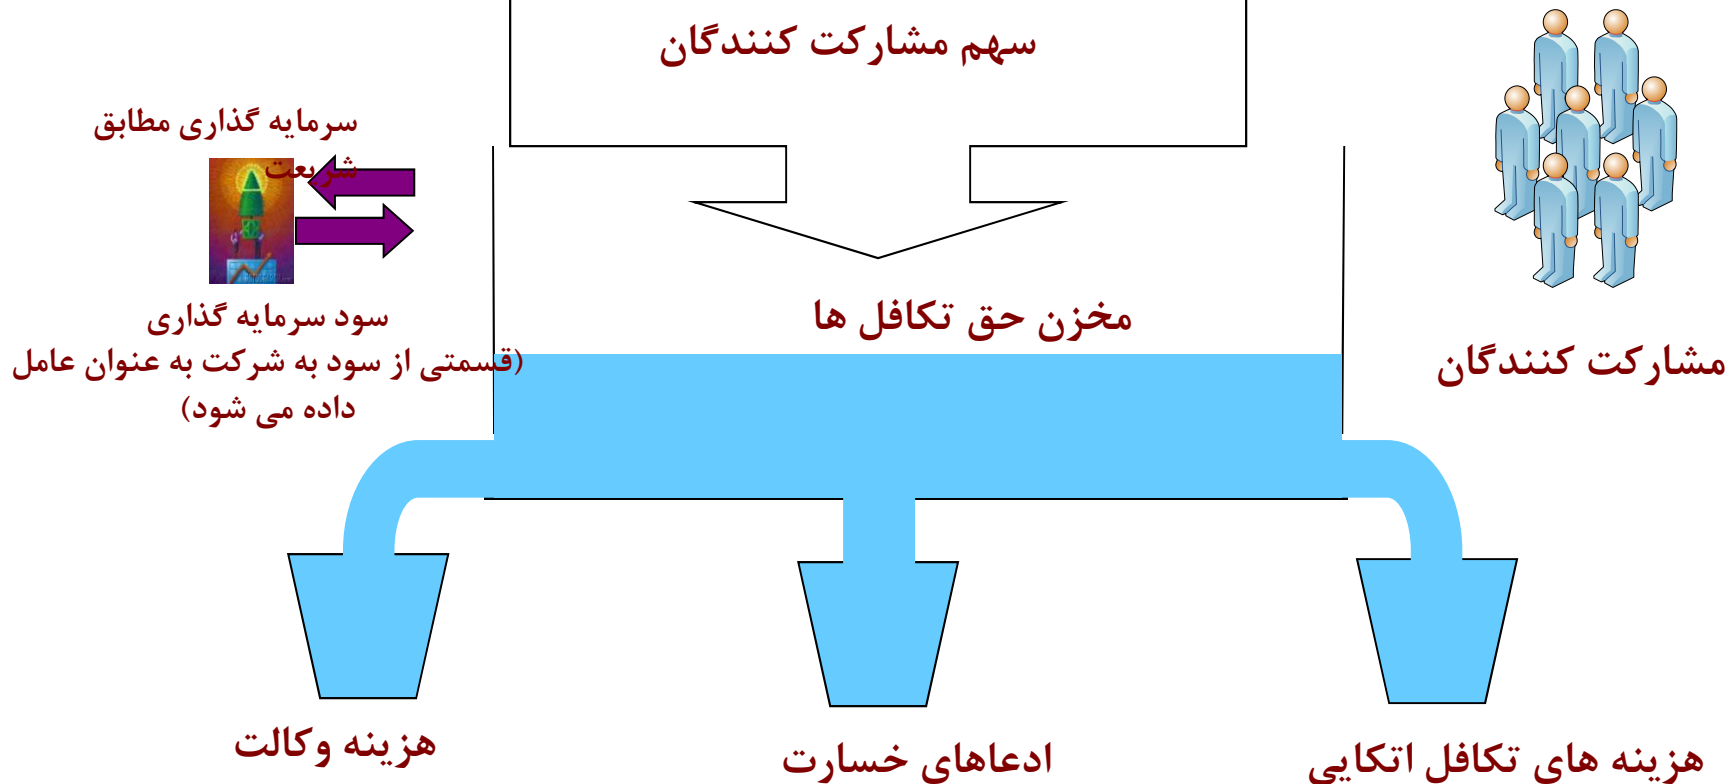 سهم مشارکت کنندگان
سرمایه گذاری مطابق
شریعت
سود سرمایه گذاری
(قسمتی از سود به شرکت به عنوان عامل
داده می شود)
مخزن حق تکافل ها
مشارکت کنندگان
هزینه وکالت
ادعاهای خسارت
هزینه های تکافل اتکایی